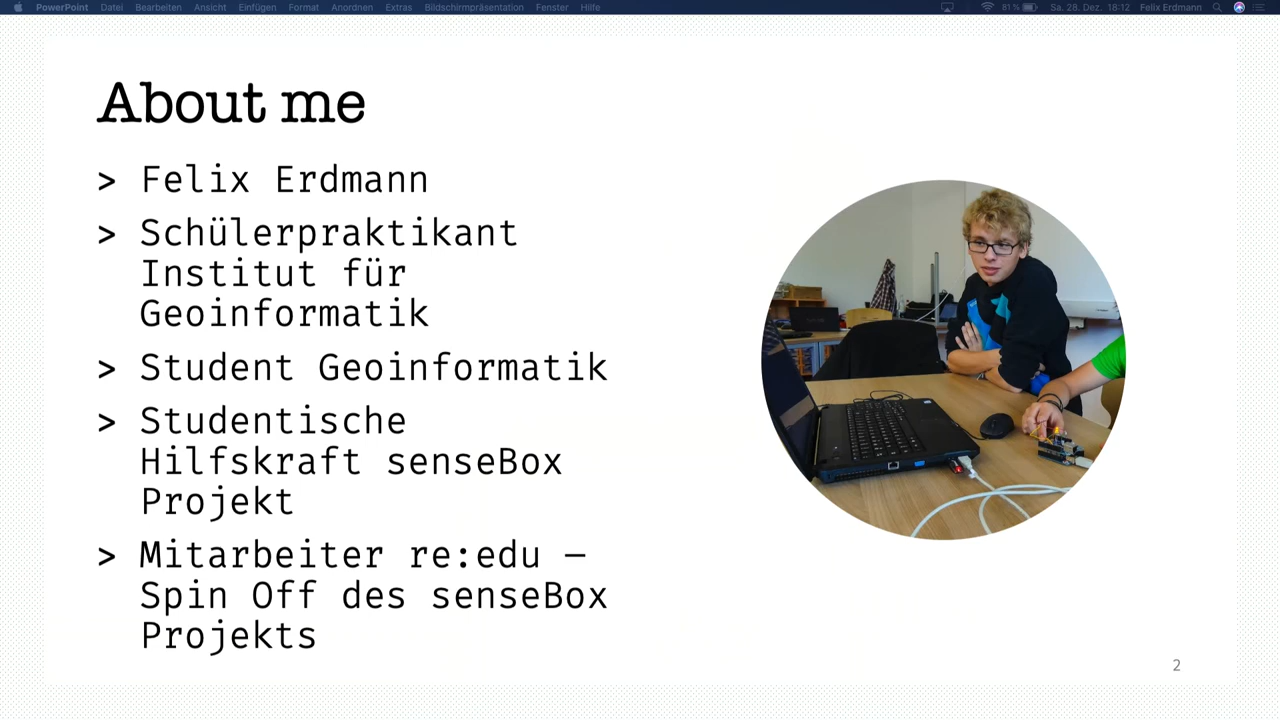 PowerPoint Datei Bearbeiten Ansicht Einfügen Format Anordnen Extras Bildschirmpräsentation Fenster Hilfe 81 % Sa. 28. Dez. 18:12 Felix Erdmann
About me
> Felix Erdmann
> Schülerpraktikant
Institut für
Geoinformatik
> Student Geoinformatik
> Studentische
Hilfskraft senseBox
Projekt
> Mitarbeiter re:edu –
Spin Off des senseBox
Projekts
2